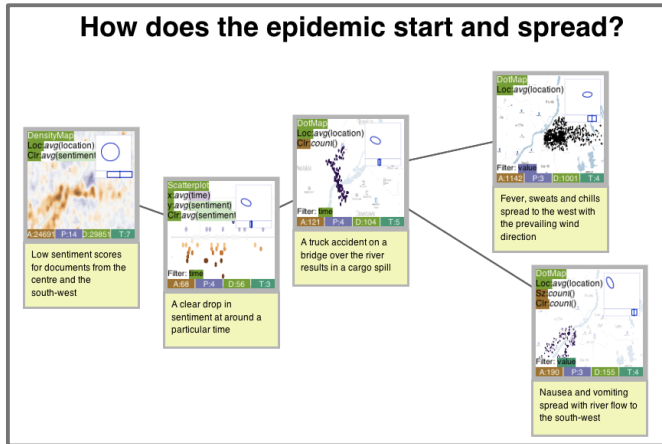 How does the epidemic start and spread?
DensityMap
Loc:avg(location)
Clr:avg(sentiment
A:24691 P:14 D:29851 T:7
Low sentiment scores
for documents from the
centre and the
south-west
Scatterplot
x:avg(time)
y:avg(sentiment)
Clr:avg(sentiment)
Filter: time
A:68 P:4 D:56 T:3
A clear drop in
sentiment at around a
particular time
DotMap
Loc:avg(location)
Clr:count()
Filter: time
A:121 P:4 D:104 T:5
A truck accident on a
bridge over the river
results in a cargo spill
DotMap
Loc:avg(location)
Filter: value
A:1142 P:3 D:1001 T:4
Fever, sweats and chills
spread to the west with
the prevailing wind
direction
DotMap
Loc:avg(location)
Sz:count()
Clr:count()
Filter: value
A:190 P:3 D:155 T:4
Nausea and vomiting
spread with river flow to
the south-west